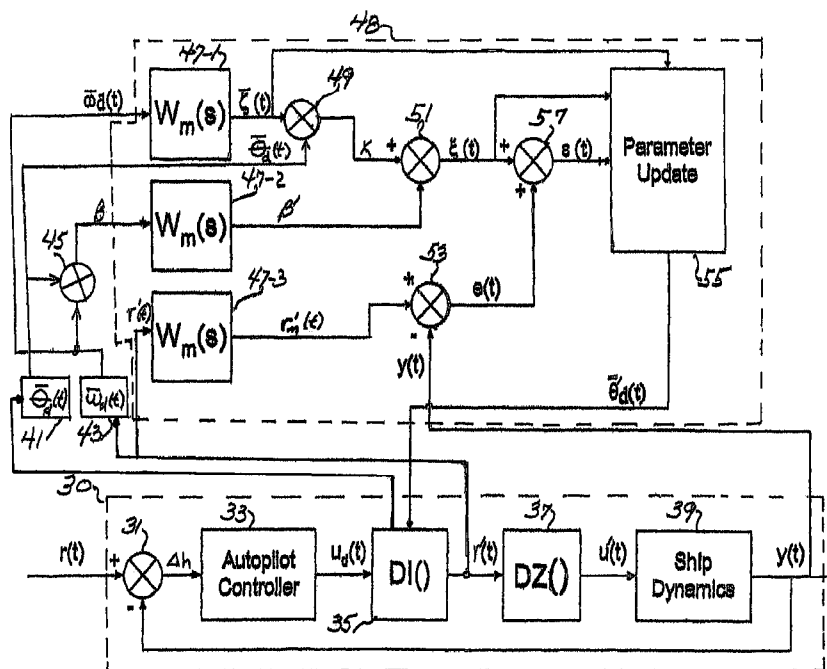 48
47-1
ω̄d(t)
Wm(s)
ζ̄(t)
49
Θ̄d(t)
K
+
51
ξ(t)
+
57
ε(t)
+
Parameter
Update
55
47-2
β
Wm(s)
β'
45
47-3
r'(t)
Wm(s)
r'm(t)
+
53
e(t)
-
y(t)
Θ̄d(t)
41
ω̄d(t)
43
θ̄'d(t)
30
r(t)
+
31
-
Δh
33
Autopilot
Controller
ud(t)
DI()
35
r'(t)
37
DZ()
u'(t)
39
Ship
Dynamics
y(t)